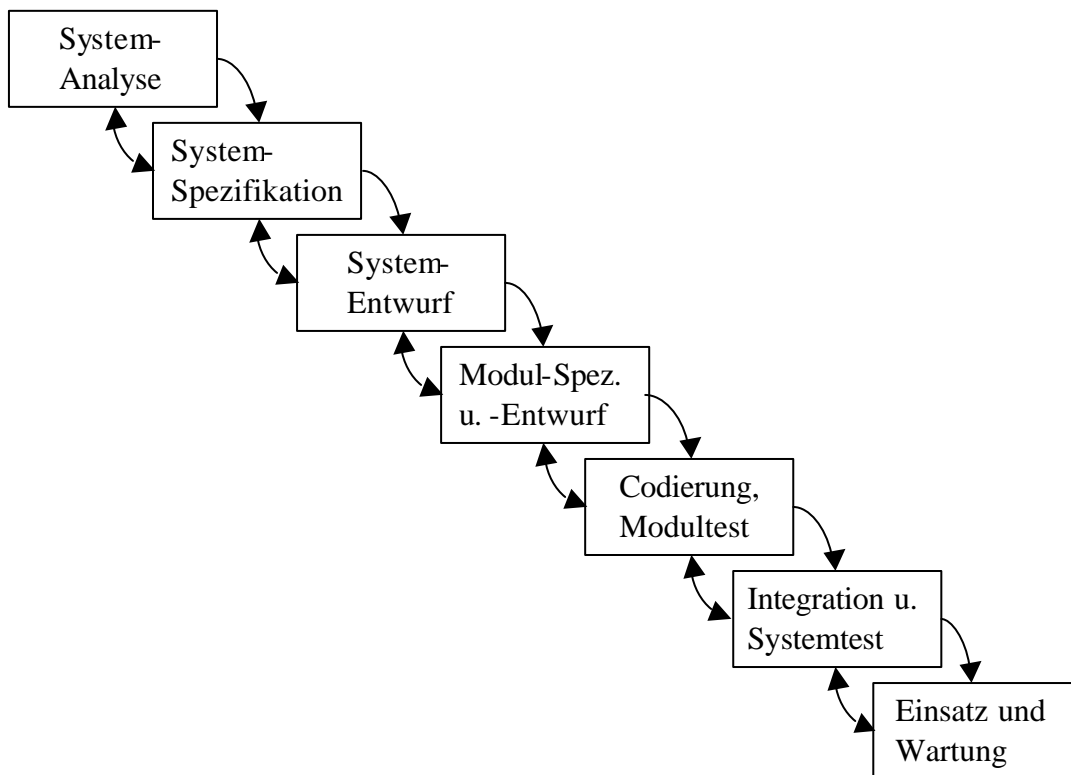 System-
Analyse
System-
Spezifikation
System-
Entwurf
Modul-Spez.
u. -Entwurf
Codierung,
Modultest
Integration u.
Systemtest
Einsatz und
Wartung